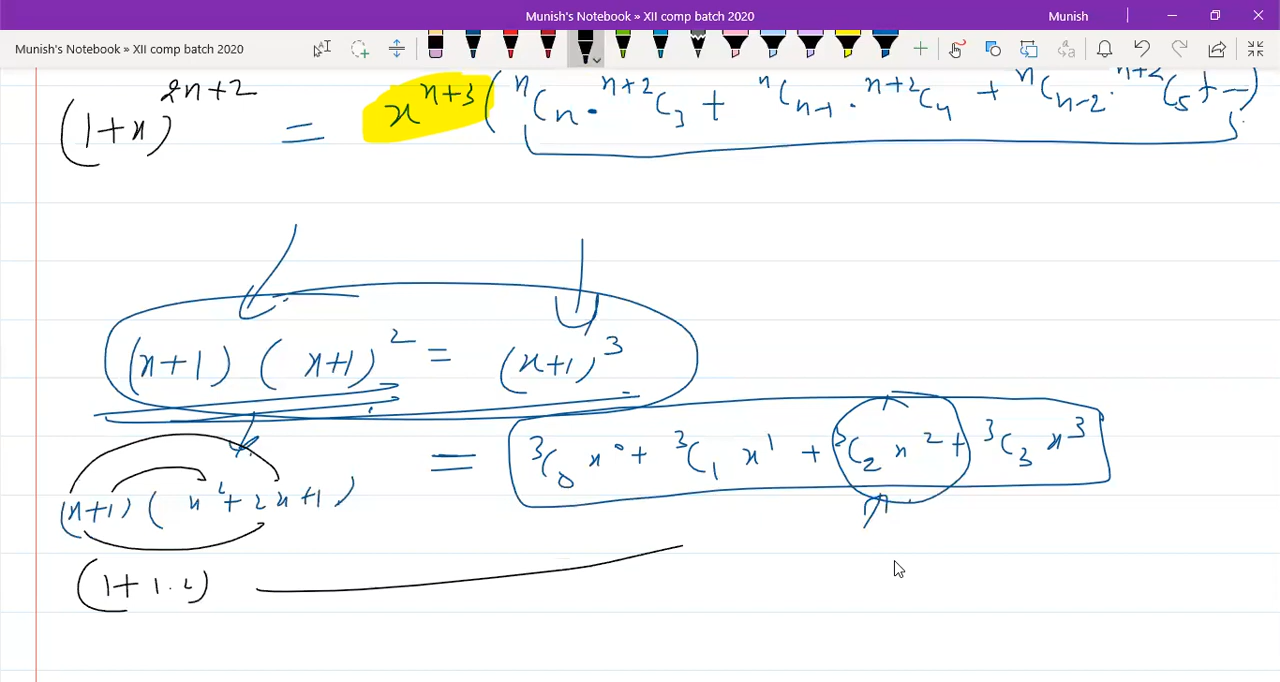 Munish's Notebook » XII comp batch 2020
Munish
Munish's Notebook » XII comp batch 2020
(1+x)^{2n+2} = x^{n+3} ( ^nC_n · ^{n+2}C_3 + ^nC_{n-1} · ^{n+2}C_4 + ^nC_{n-2} · ^{n+2}C_5 + – )
(x+1) (x+1)^2 = (x+1)^3
= ^3C_0 x^0 + ^3C_1 x^1 + ^3C_2 x^2 + ^3C_3 x^3
(x+1) ( x^2 + 2x + 1 )
(1+1.2)